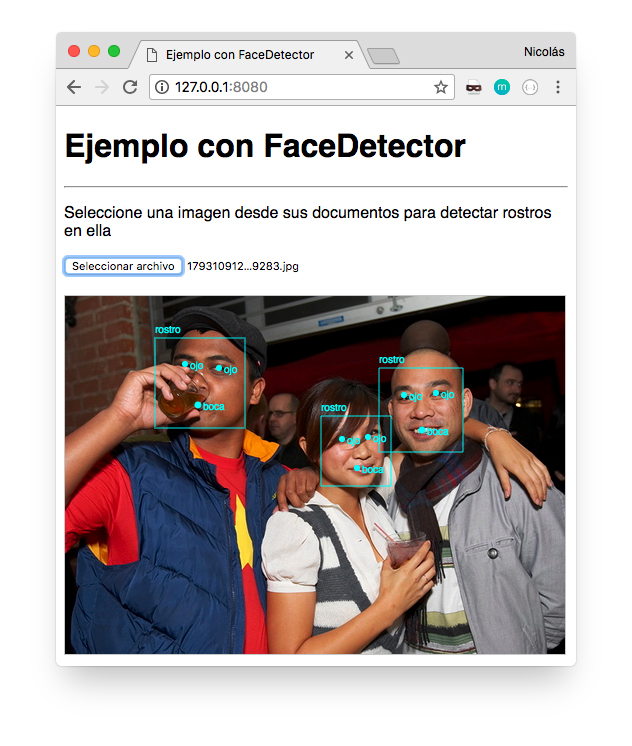 Ejemplo con FaceDetector
Nicolás
127.0.0.1:8080
m
Ejemplo con FaceDetector
Seleccione una imagen desde sus documentos para detectar rostros
en ella
Seleccionar archivo 179310912...9283.jpg
rostro
ojo ojo
boca
rostro
ojo ojo
boca
rostro
ojo ojo
boca